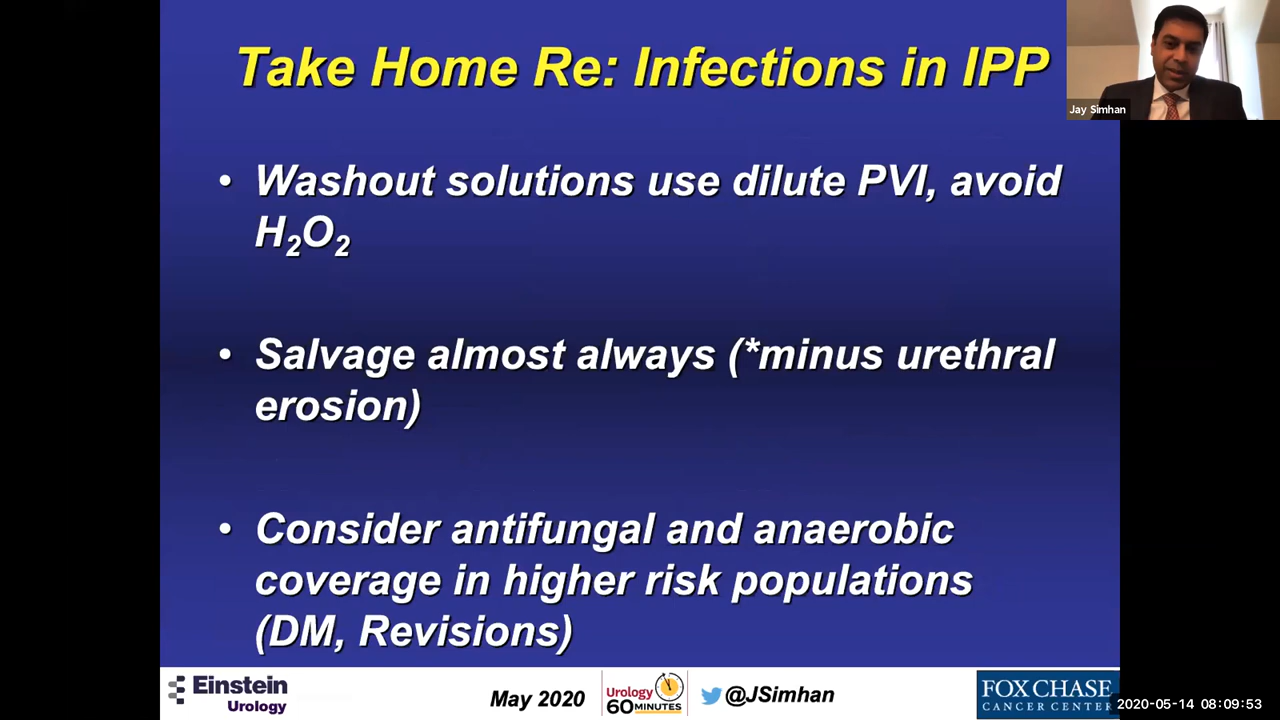 Take Home Re: Infections in IPP
Jay Simhan
• Washout solutions use dilute PVI, avoid
H₂O₂
• Salvage almost always (*minus urethral
erosion)
• Consider antifungal and anaerobic
coverage in higher risk populations
(DM, Revisions)
Einstein
Urology
May 2020
Urology
60 MINUTES
@JSimhan
FOX CHASE
CANCER CENTER
2020-05-14 08:09:53